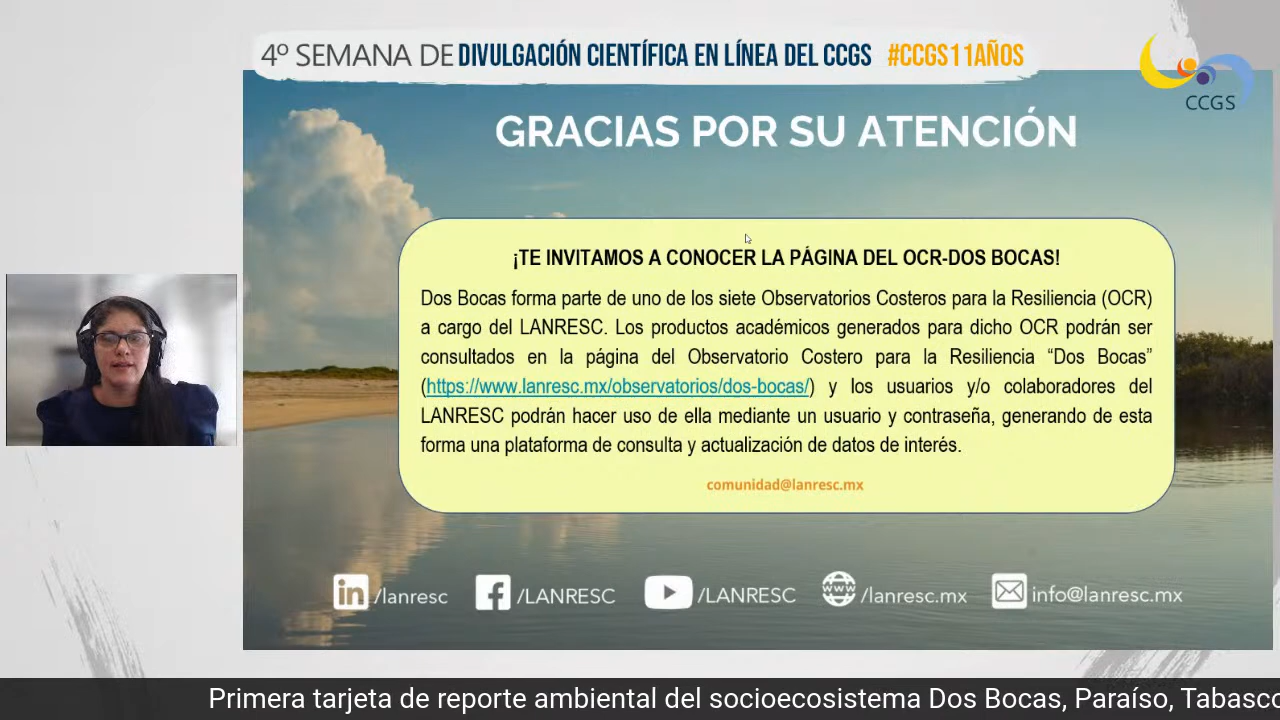 4º SEMANA DE DIVULGACIÓN CIENTÍFICA EN LÍNEA DEL CCGS #CCGS11AÑOS
CCGS
GRACIAS POR SU ATENCIÓN
¡TE INVITAMOS A CONOCER LA PÁGINA DEL OCR-DOS BOCAS!
Dos Bocas forma parte de uno de los siete Observatorios Costeros para la Resiliencia (OCR)
a cargo del LANRESC. Los productos académicos generados para dicho OCR podrán ser
consultados en la página del Observatorio Costero para la Resiliencia “Dos Bocas”
(https://www.lanresc.mx/observatorios/dos-bocas/) y los usuarios y/o colaboradores del
LANRESC podrán hacer uso de ella mediante un usuario y contraseña, generando de esta
forma una plataforma de consulta y actualización de datos de interés.
comunidad@lanresc.mx
in /lanresc /LANRESC /LANRESC www /lanresc.mx info@lanresc.mx
Primera tarjeta de reporte ambiental del socioecosistema Dos Bocas, Paraíso, Tabasco